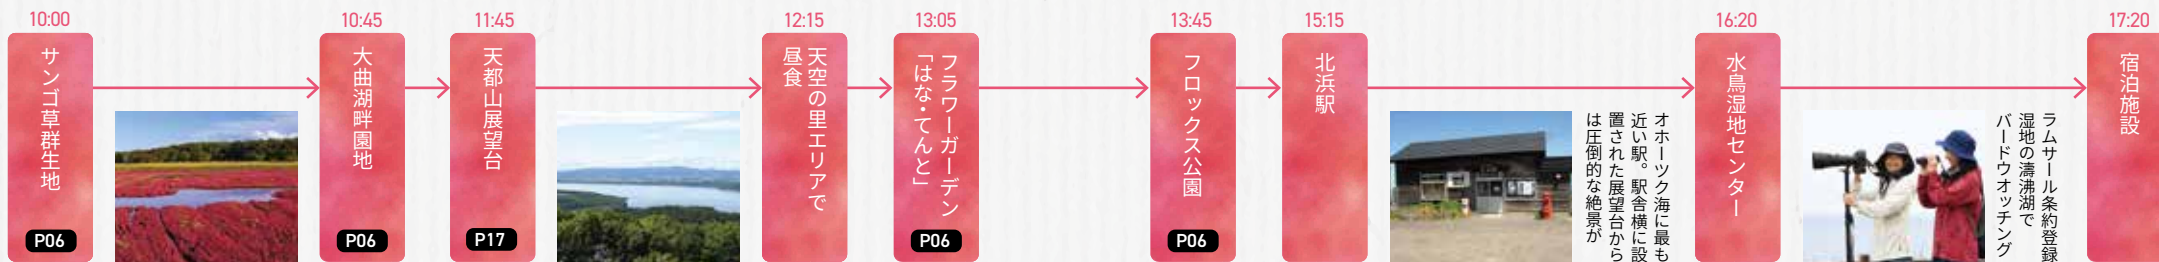 10:00
サンゴ草群生地
P06
10:45
大曲湖畔園地
P06
11:45
天都山展望台
P17
12:15
天空の里エリアで
昼食
13:05
フラワーガーデン
「はな・てんと」
P06
13:45
フロックス公園
P06
15:15
北浜駅
オホーツク海に最も
近い駅。駅舎横に設
置された展望台から
は圧倒的な絶景が
16:20
水鳥湿地センター
ラムサール条約登録
湿地の濤沸湖で
バードウオッチング
17:20
宿泊施設